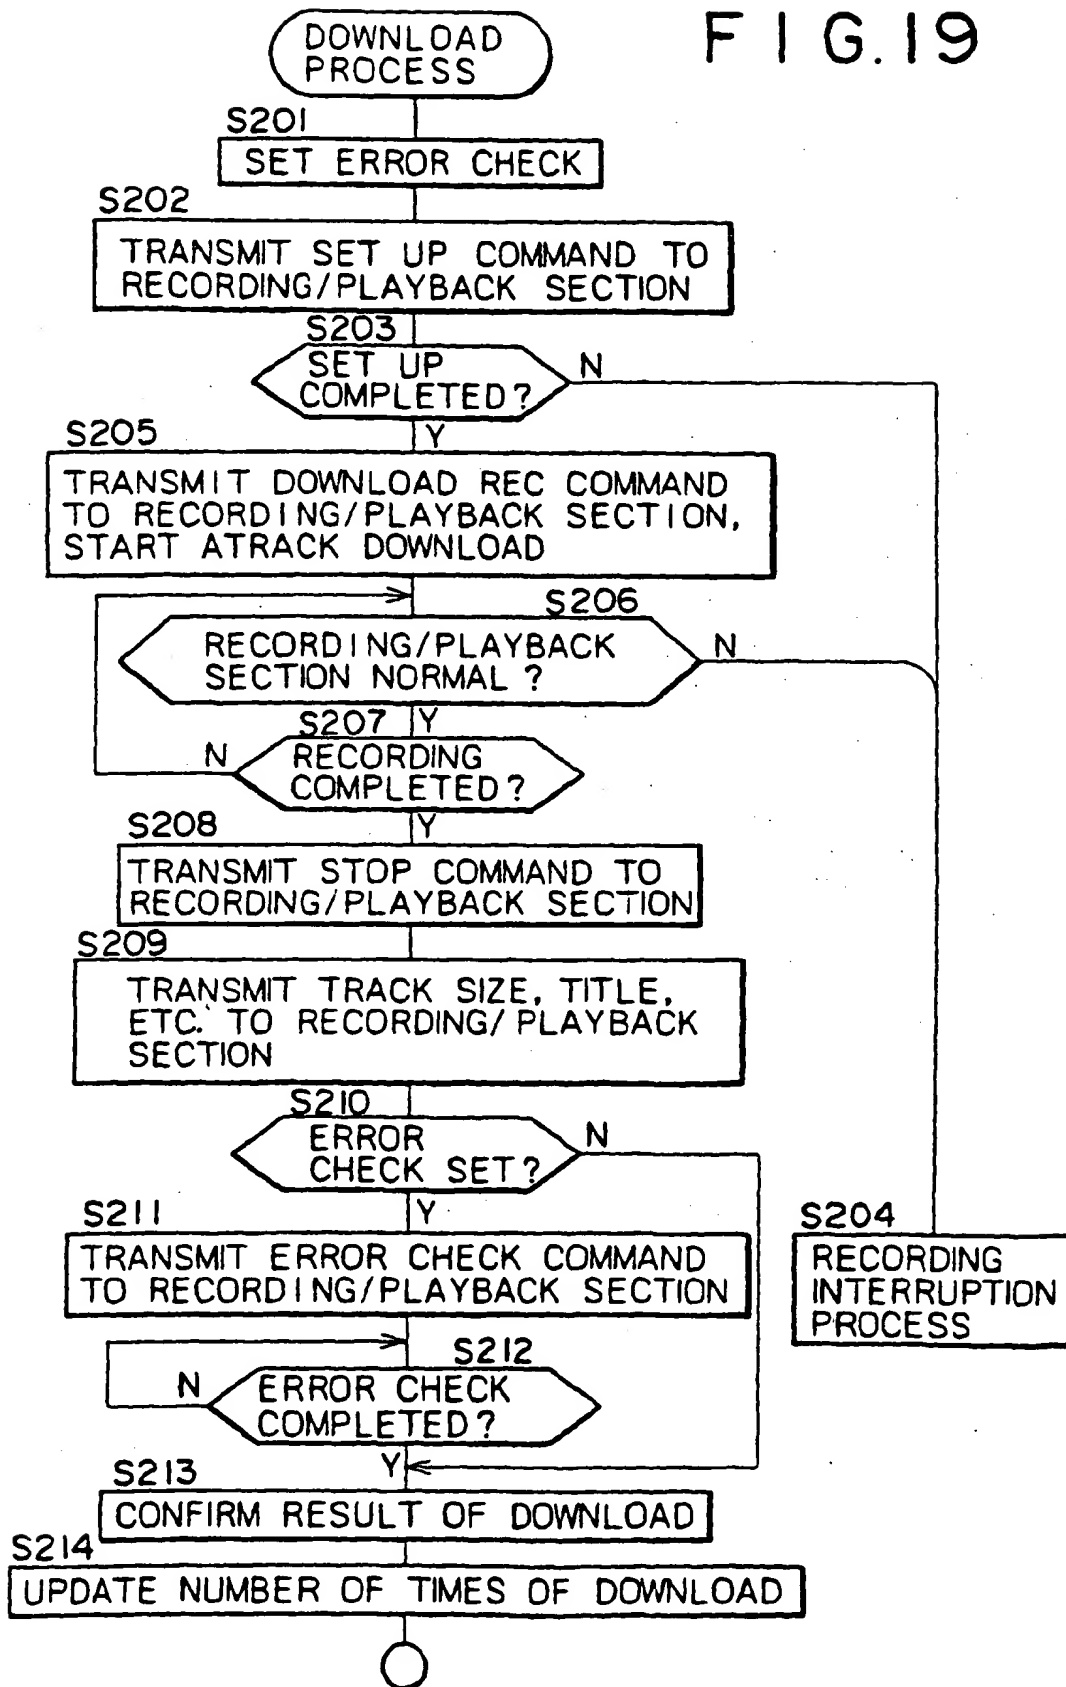 FIG.19
DOWNLOAD
PROCESS
S201
SET ERROR CHECK
S202
TRANSMIT SET UP COMMAND TO
RECORDING/PLAYBACK SECTION
S203
SET UP
COMPLETED?
N
Y
S205
TRANSMIT DOWNLOAD REC COMMAND
TO RECORDING/PLAYBACK SECTION,
START ATRACK DOWNLOAD
S206
RECORDING/PLAYBACK
SECTION NORMAL?
N
Y
S207
RECORDING
COMPLETED?
N
Y
S208
TRANSMIT STOP COMMAND TO
RECORDING/PLAYBACK SECTION
S209
TRANSMIT TRACK SIZE, TITLE,
ETC. TO RECORDING/PLAYBACK
SECTION
S210
ERROR
CHECK SET?
N
Y
S211
TRANSMIT ERROR CHECK COMMAND
TO RECORDING/PLAYBACK SECTION
S204
RECORDING
INTERRUPTION
PROCESS
S212
ERROR CHECK
COMPLETED?
N
Y
S213
CONFIRM RESULT OF DOWNLOAD
S214
UPDATE NUMBER OF TIMES OF DOWNLOAD